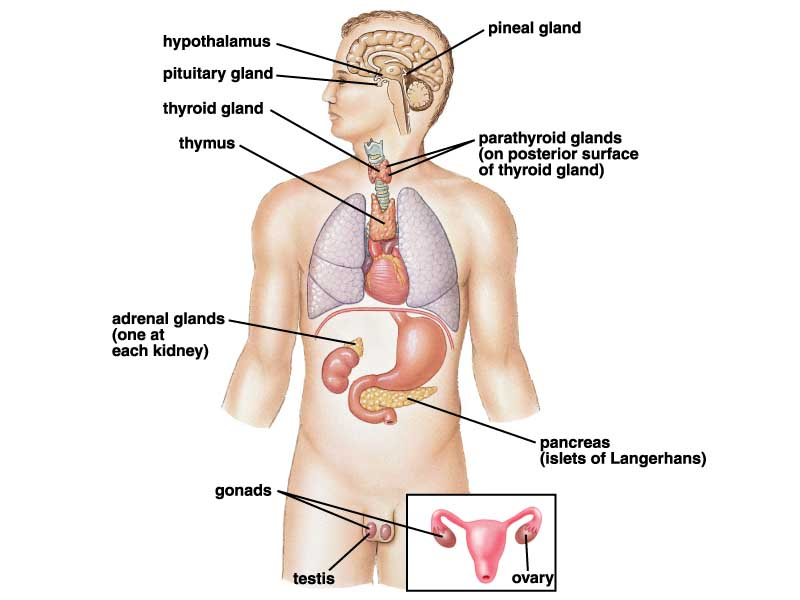 pineal gland
hypothalamus
pituitary gland
thyroid gland
thymus
parathyroid glands
(on posterior surface
of thyroid gland)
adrenal glands
(one at
each kidney)
pancreas
(islets of Langerhans)
gonads
testis
ovary